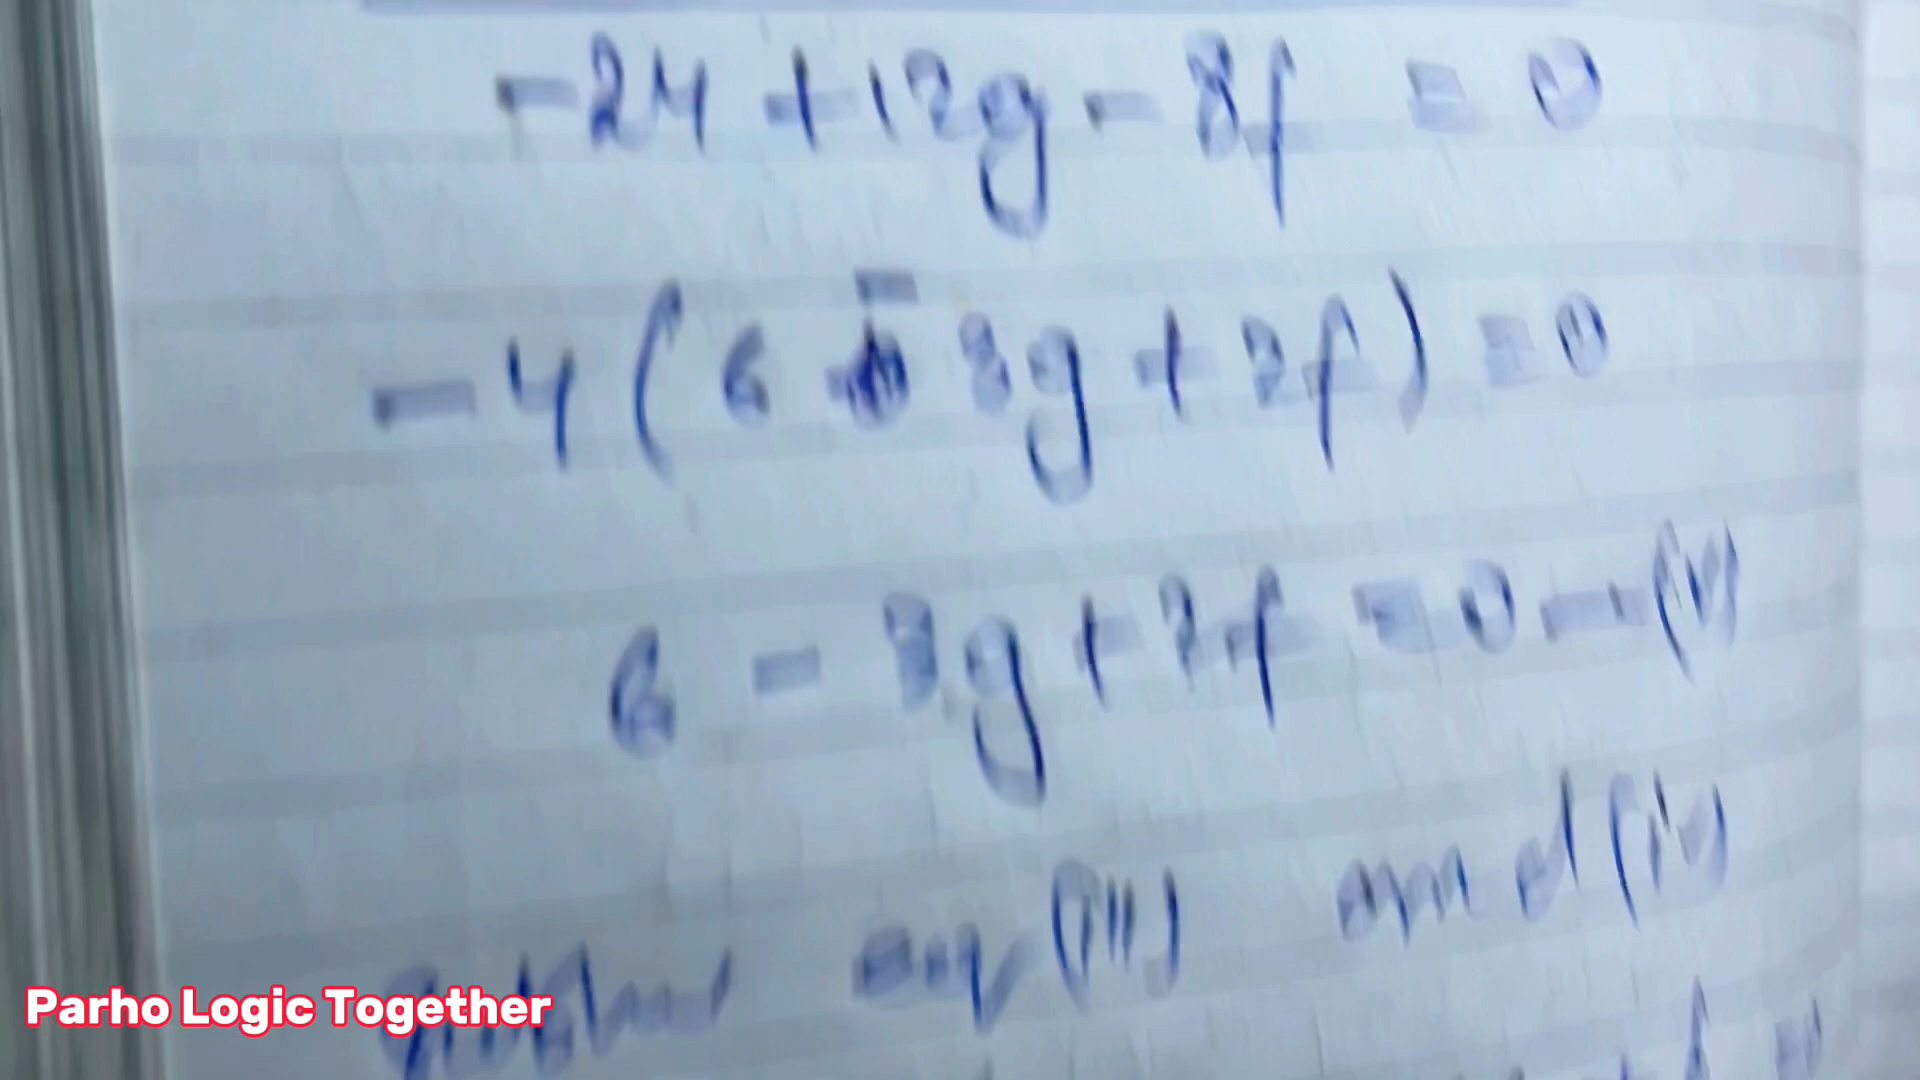 -24 + 12g - 8f = 0
-4 ( 6 - 3g + 2f ) = 0
6 - 3g + 2f = 0 — (v)
eq (iii) and (iv)
Parho Logic Together